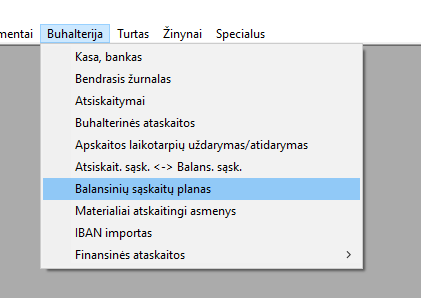 mentai Buhalterija Turtas Žinynai Specialus
Kasa, bankas
Bendrasis žurnalas
Atsiskaitymai
Buhalterinės ataskaitos
Apskaitos laikotarpių uždarymas/atidarymas
Atsiskait. sąsk. <-> Balans. sąsk.
Balansinių sąskaitų planas
Materialiai atskaitingi asmenys
IBAN importas
Finansinės ataskaitos